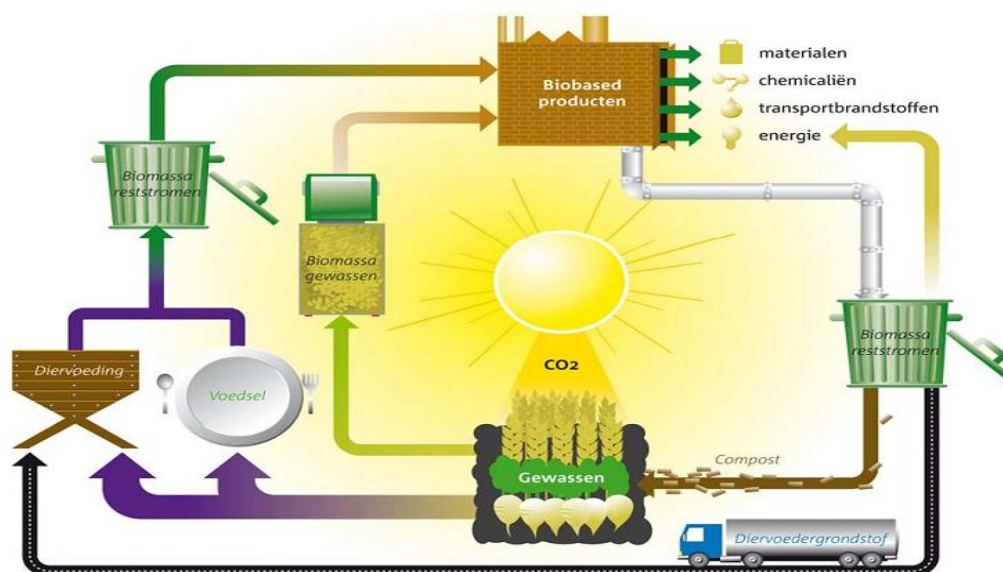 Biobased
producten
materialen
chemicaliën
transportbrandstoffen
energie
Biomassa
reststromen
Biomassa
gewassen
Diervoeding
Voedsel
CO2
Gewassen
Biomassa
reststromen
Compost
Diervoedergrondstof